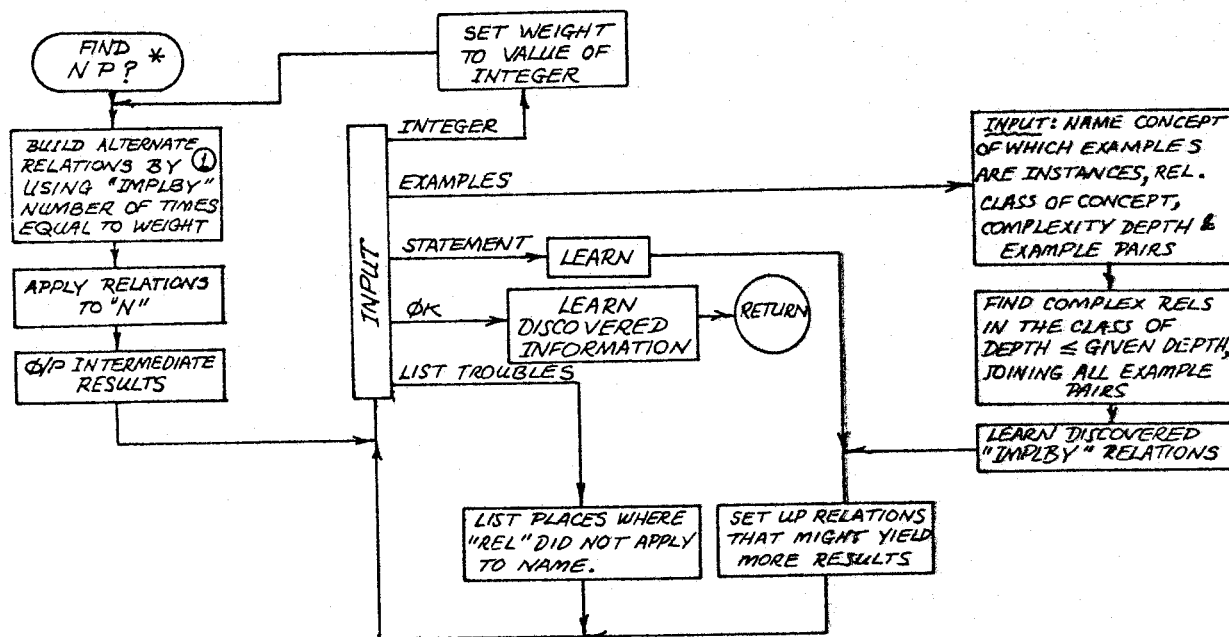 FIND *
N P?
SET WEIGHT
TO VALUE OF
INTEGER
BUILD ALTERNATE
RELATIONS BY ①
USING "IMPLBY"
NUMBER OF TIMES
EQUAL TO WEIGHT
APPLY RELATIONS
TO "N"
Ø/P INTERMEDIATE
RESULTS
INPUT
INTEGER
EXAMPLES
STATEMENT
LEARN
ØK
LEARN
DISCOVERED
INFORMATION
RETURN
LIST TROUBLES
LIST PLACES WHERE
"REL" DID NOT APPLY
TO NAME.
SET UP RELATIONS
THAT MIGHT YIELD
MORE RESULTS
INPUT: NAME CONCEPT
OF WHICH EXAMPLES
ARE INSTANCES, REL.
CLASS OF CONCEPT,
COMPLEXITY DEPTH &
EXAMPLE PAIRS
FIND COMPLEX RELS
IN THE CLASS OF
DEPTH ≤ GIVEN DEPTH,
JOINING ALL EXAMPLE
PAIRS
LEARN DISCOVERED
"IMPLBY" RELATIONS